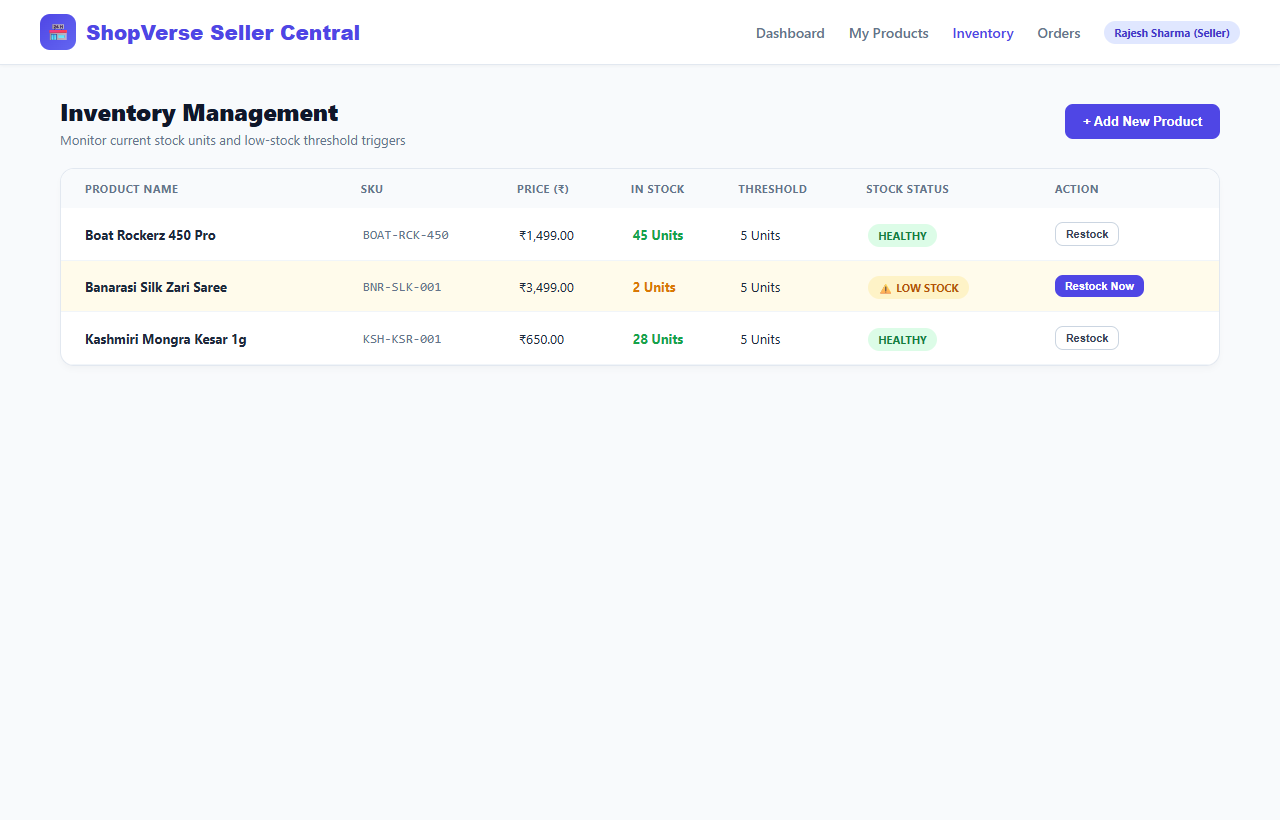 ShopVerse Seller Central
Dashboard My Products Inventory Orders Rajesh Sharma (Seller)
Inventory Management
Monitor current stock units and low-stock threshold triggers
+ Add New Product
PRODUCT NAME SKU PRICE (₹) IN STOCK THRESHOLD STOCK STATUS ACTION
Boat Rockerz 450 Pro BOAT-RCK-450 ₹1,499.00 45 Units 5 Units HEALTHY Restock
Banarasi Silk Zari Saree BNR-SLK-001 ₹3,499.00 2 Units 5 Units ⚠️ LOW STOCK Restock Now
Kashmiri Mongra Kesar 1g KSH-KSR-001 ₹650.00 28 Units 5 Units HEALTHY Restock